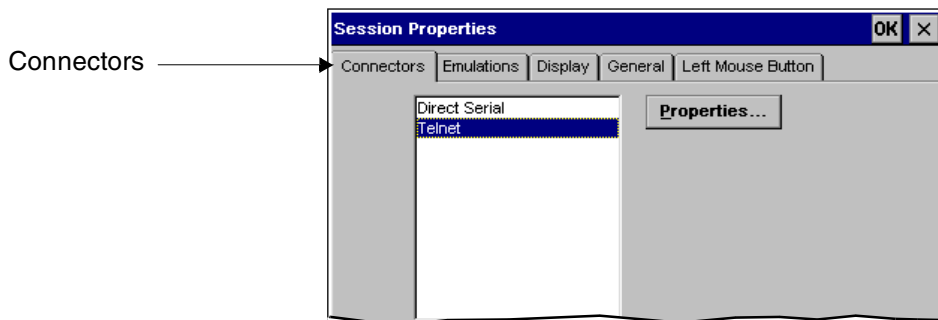 Session Properties OK ×
Connectors
Connectors Emulations Display General Left Mouse Button
Direct Serial Properties...
Telnet